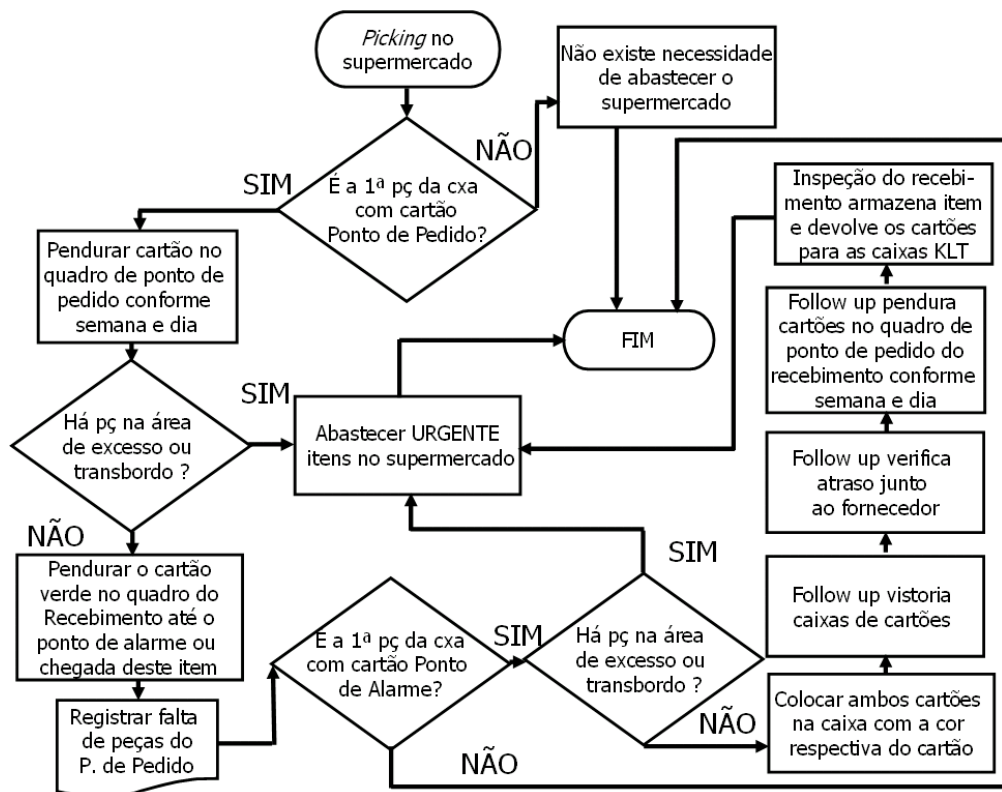 Picking no
supermercado
Não existe necessidade
de abastecer o
supermercado
NÃO
SIM
É a 1ª pç da cxa
com cartão
Ponto de Pedido?
Pendurar cartão no
quadro de ponto de
pedido conforme
semana e dia
Inspeção do recebi-
mento armazena item
e devolve os cartões
para as caixas KLT
FIM
Follow up pendura
cartões no quadro de
ponto de pedido do
recebimento conforme
semana e dia
SIM
Há pç na área
de excesso ou
transbordo ?
Abastecer URGENTE
itens no supermercado
Follow up verifica
atraso junto
ao fornecedor
NÃO
SIM
Pendurar o cartão
verde no quadro do
Recebimento até o
ponto de alarme ou
chegada deste item
Follow up vistoria
caixas de cartões
É a 1ª pç da cxa
com cartão Ponto
de Alarme?
SIM
Há pç na área
de excesso ou
transbordo ?
Registrar falta
de peças do
P. de Pedido
Colocar ambos cartões
na caixa com a cor
respectiva do cartão
NÃO
NÃO